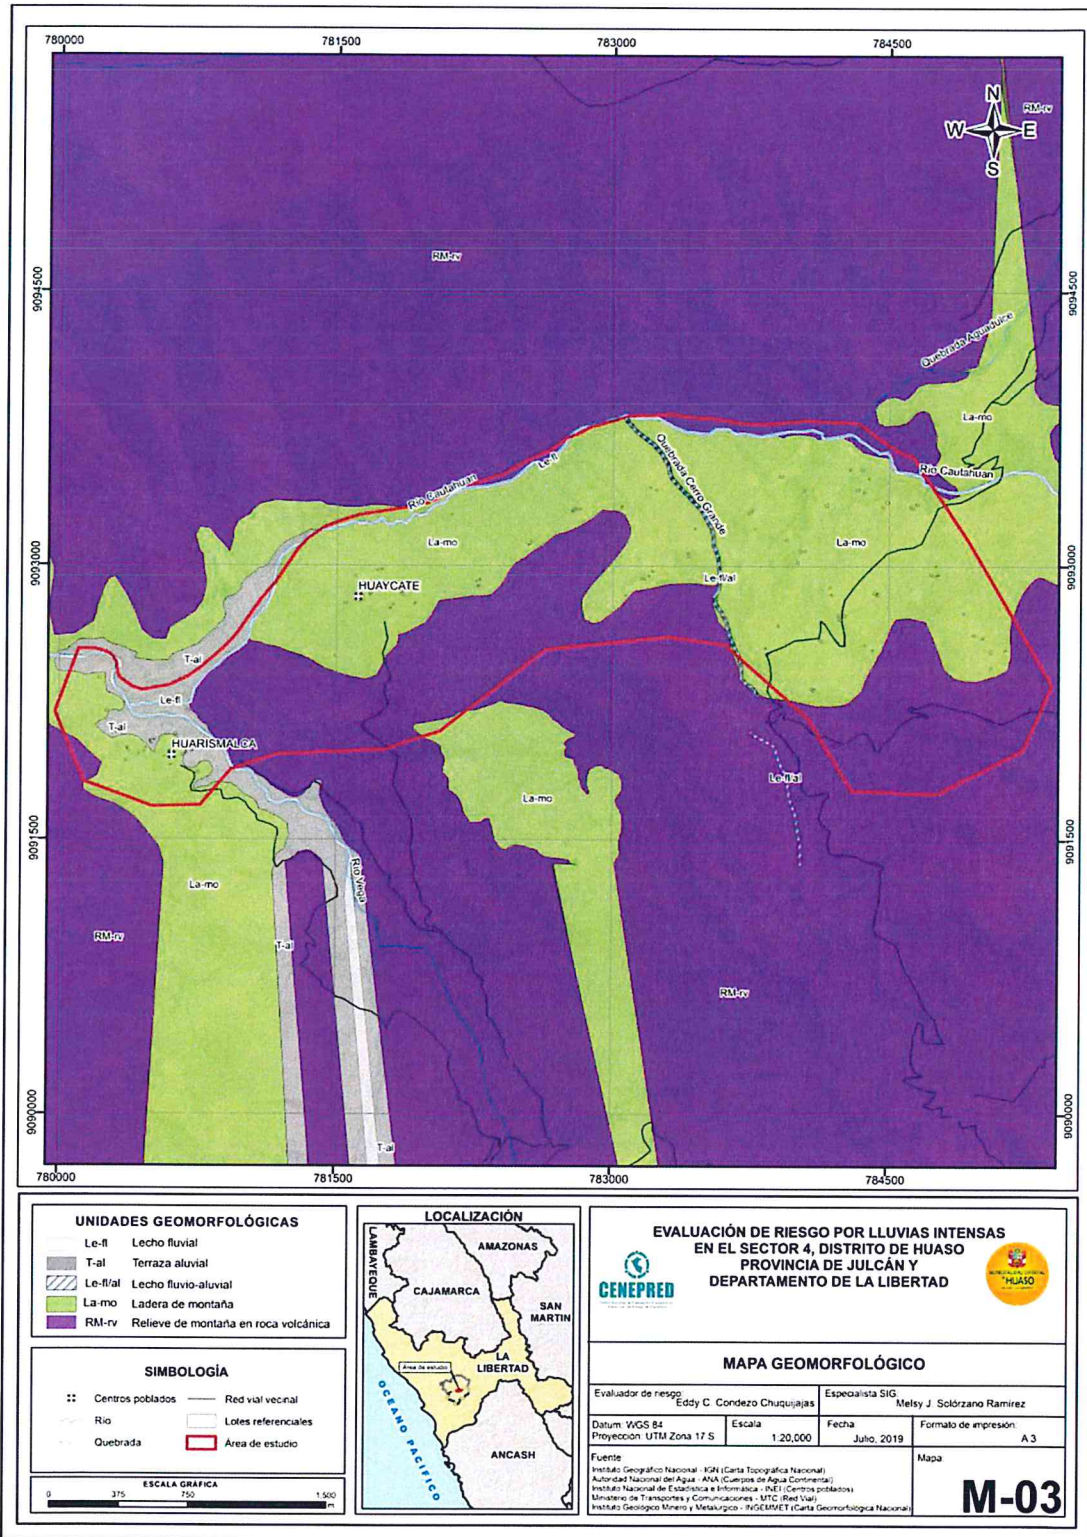 780000 781500 783000 784500
N
W E
S
RM-rv
RM-rv
9094500
9094500
Quebrada Aguadulce
La-mo
Río Cautahuan
Quebrada Cerro Grande
Le-fl
Río Cautahuan
La-mo
La-mo
9093000
9093000
Le-fl/al
HUAYCATE
T-al
Le-fl
T-al
HUARISMALCA
Le-fl/al
La-mo
9091500
9091500
Río Vega
La-mo
RM-rv
T-al
RM-rv
9090000
9090000
T-al
780000 781500 783000 784500
UNIDADES GEOMORFOLÓGICAS
Le-fl Lecho fluvial
T-al Terraza aluvial
Le-fl/al Lecho fluvio-aluvial
La-mo Ladera de montaña
RM-rv Relieve de montaña en roca volcánica
SIMBOLOGÍA
Centros poblados Red vial vecinal
Río Lotes referenciales
Quebrada Área de estudio
ESCALA GRÁFICA
0 375 750 1,500
m
LOCALIZACIÓN
LAMBAYEQUE
AMAZONAS
CAJAMARCA
SAN
MARTIN
LA
LIBERTAD
Área de estudio
OCEANO PACIFICO
ANCASH
EVALUACIÓN DE RIESGO POR LLUVIAS INTENSAS
EN EL SECTOR 4, DISTRITO DE HUASO
PROVINCIA DE JULCÁN Y
DEPARTAMENTO DE LA LIBERTAD
CENEPRED
HUASO
MAPA GEOMORFOLÓGICO
Evaluador de riesgo:
Eddy C. Condezo Chuquijajas
Especialista SIG:
Melsy J. Solórzano Ramirez
Datum: WGS 84
Proyección: UTM Zona 17 S
Escala
1:20,000
Fecha
Julio, 2019
Formato de impresión:
A 3
Fuente
Instituto Geográfico Nacional - IGN (Carta Topográfica Nacional)
Autoridad Nacional del Agua - ANA (Cuerpos de Agua Continental)
Instituto Nacional de Estadística e Informática - INEI (Centros poblados)
Ministerio de Transportes y Comunicaciones - MTC (Red Vial)
Instituto Geológico Minero y Metalurgico - INGEMMET (Carta Geomorfológica Nacional)
Mapa
M-03